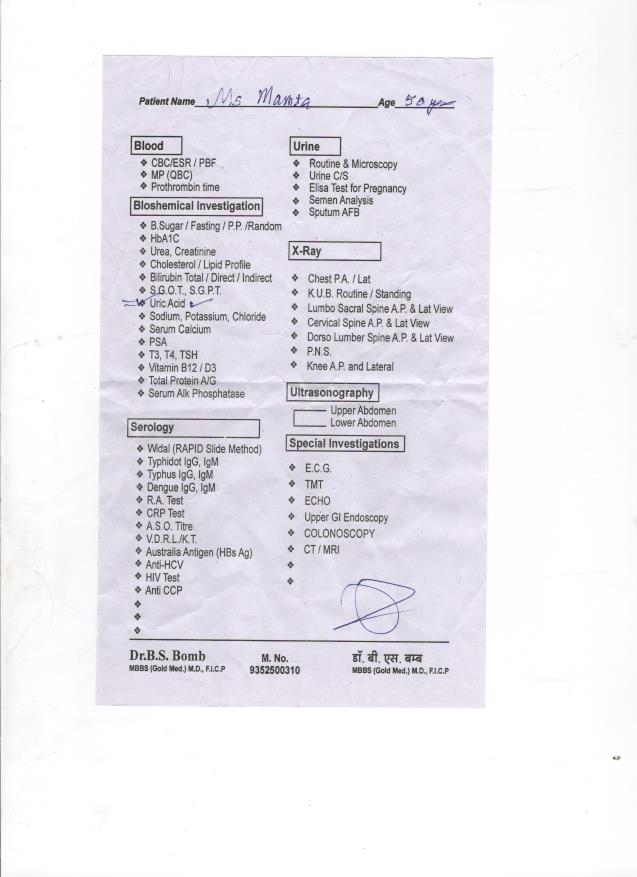 Patient Name Ms Mamta Age 50 yrs
Blood
❖ CBC/ESR / PBF
❖ MP (QBC)
❖ Prothrombin time
Bloshemical Investigation
❖ B.Sugar / Fasting / P.P. /Random
❖ HbA1C
❖ Urea, Creatinine
❖ Cholesterol / Lipid Profile
❖ Bilirubin Total / Direct / Indirect
❖ S.G.O.T., S.G.P.T.
❖ Uric Acid ✓
❖ Sodium, Potassium, Chloride
❖ Serum Calcium
❖ PSA
❖ T3, T4, TSH
❖ Vitamin B12 / D3
❖ Total Protein A/G
❖ Serum Alk Phosphatase
Serology
❖ Widal (RAPID Slide Method)
❖ Typhidot IgG, IgM
❖ Typhus IgG, IgM
❖ Dengue IgG, IgM
❖ R.A. Test
❖ CRP Test
❖ A.S.O. Titre
❖ V.D.R.L./K.T.
❖ Australia Antigen (HBs Ag)
❖ Anti-HCV
❖ HIV Test
❖ Anti CCP
❖
❖
❖
Urine
❖ Routine & Microscopy
❖ Urine C/S
❖ Elisa Test for Pregnancy
❖ Semen Analysis
❖ Sputum AFB
X-Ray
❖ Chest P.A. / Lat
❖ K.U.B. Routine / Standing
❖ Lumbo Sacral Spine A.P. & Lat View
❖ Cervical Spine A.P. & Lat View
❖ Dorso Lumber Spine A.P. & Lat View
❖ P.N.S.
❖ Knee A.P. and Lateral
Ultrasonography
Upper Abdomen
Lower Abdomen
Special Investigations
❖ E.C.G.
❖ TMT
❖ ECHO
❖ Upper GI Endoscopy
❖ COLONOSCOPY
❖ CT / MRI
❖
❖
Dr.B.S. Bomb M. No. डॉ. बी. एस. बम्ब
MBBS (Gold Med.) M.D., F.I.C.P 9352500310 MBBS (Gold Med.) M.D., F.I.C.P